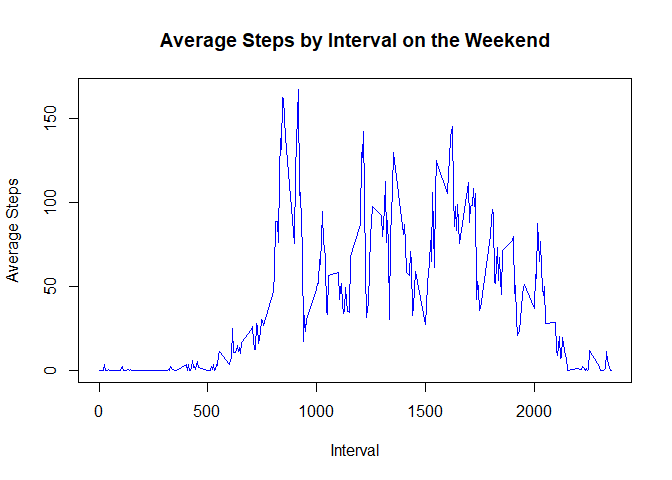 Average Steps by Interval on the Weekend
Average Steps
150
100
50
0
0 500 1000 1500 2000
Interval